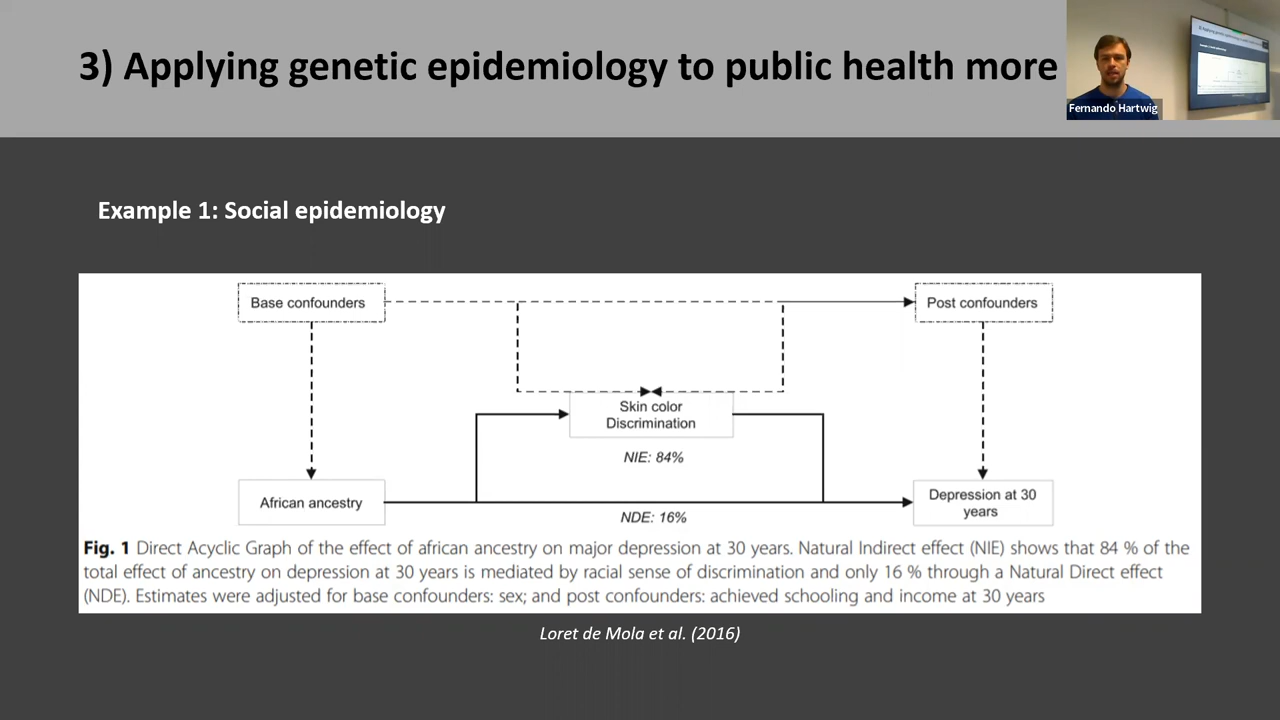 3) Applying genetic epidemiology to public health more
Fernando Hartwig
Example 1: Social epidemiology
Base confounders
Post confounders
Skin color
Discrimination
NIE: 84%
African ancestry
Depression at 30
years
NDE: 16%
Fig. 1 Direct Acyclic Graph of the effect of african ancestry on major depression at 30 years. Natural Indirect effect (NIE) shows that 84 % of the
total effect of ancestry on depression at 30 years is mediated by racial sense of discrimination and only 16 % through a Natural Direct effect
(NDE). Estimates were adjusted for base confounders: sex; and post confounders: achieved schooling and income at 30 years
Loret de Mola et al. (2016)